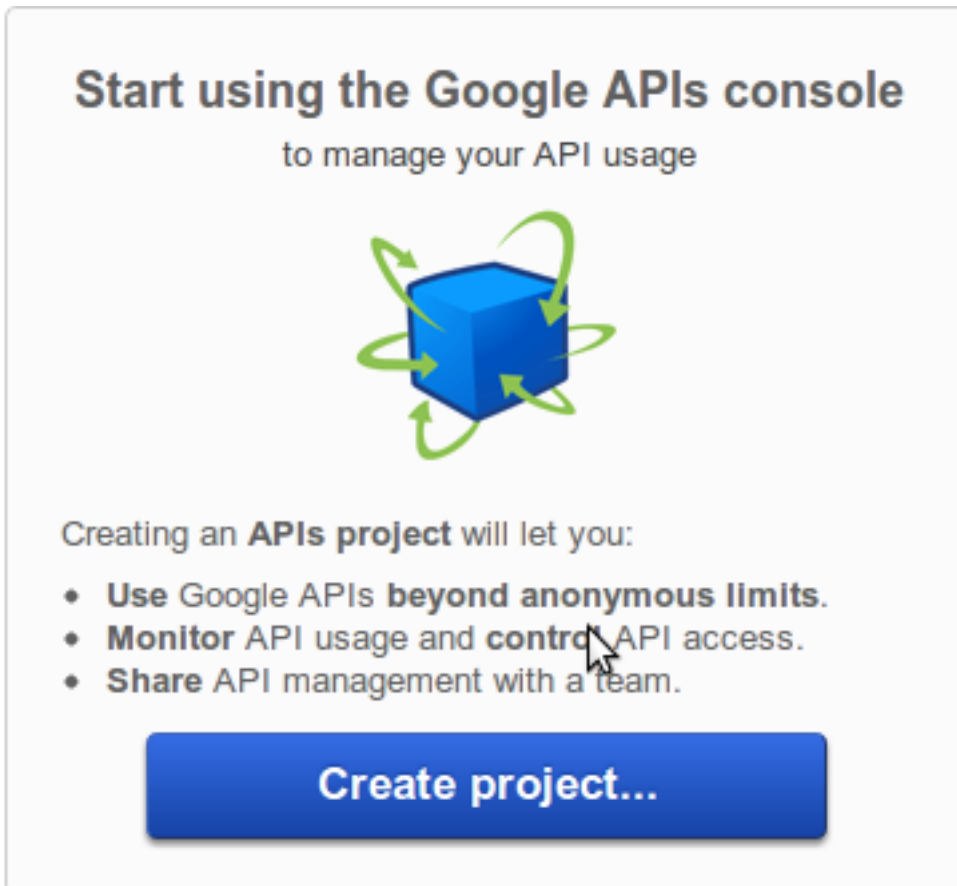 Start using the Google APIs console
to manage your API usage
Creating an APIs project will let you:
• Use Google APIs beyond anonymous limits.
• Monitor API usage and control API access.
• Share API management with a team.
Create project...